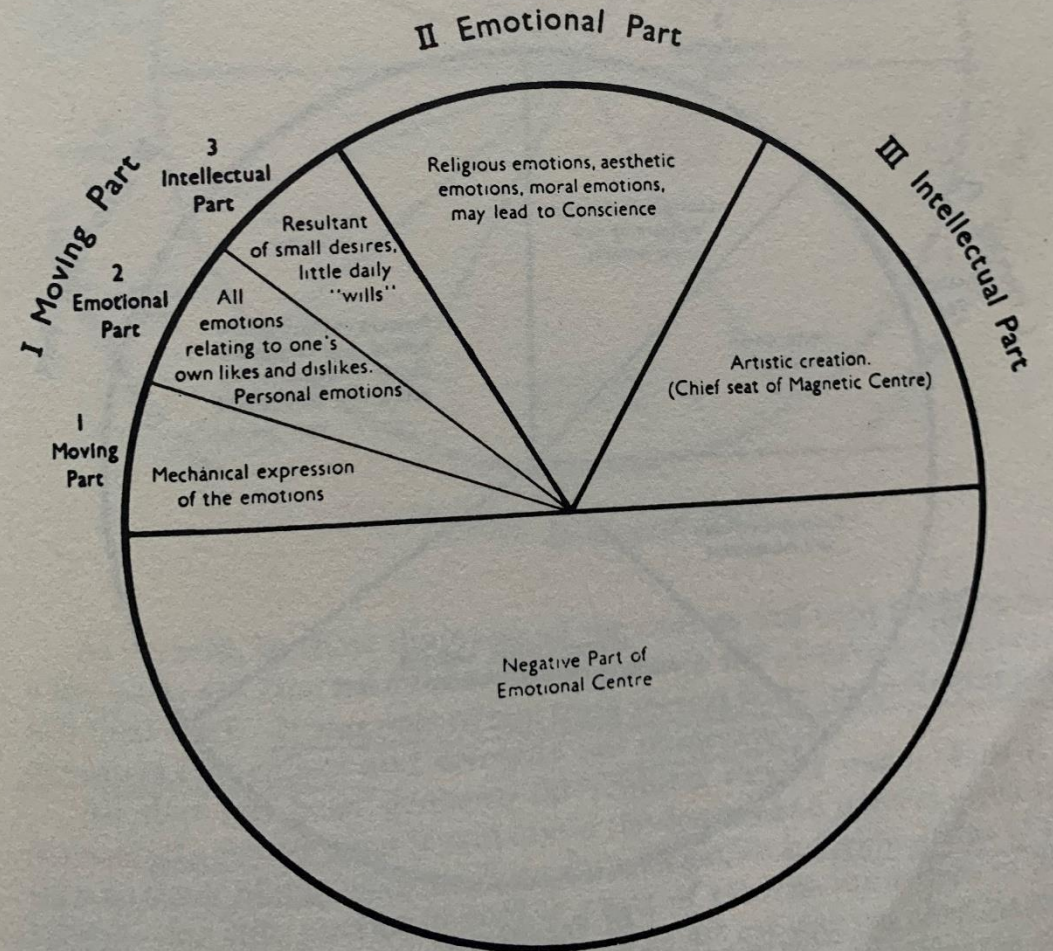 II Emotional Part
I Moving Part
3
Intellectual
Part
2
Emotional
Part
1
Moving
Part
III Intellectual Part
Resultant
of small desires,
little daily
"wills"
All
emotions
relating to one's
own likes and dislikes.
Personal emotions
Mechanical expression
of the emotions
Religious emotions, aesthetic
emotions, moral emotions,
may lead to Conscience
Artistic creation.
(Chief seat of Magnetic Centre)
Negative Part of
Emotional Centre